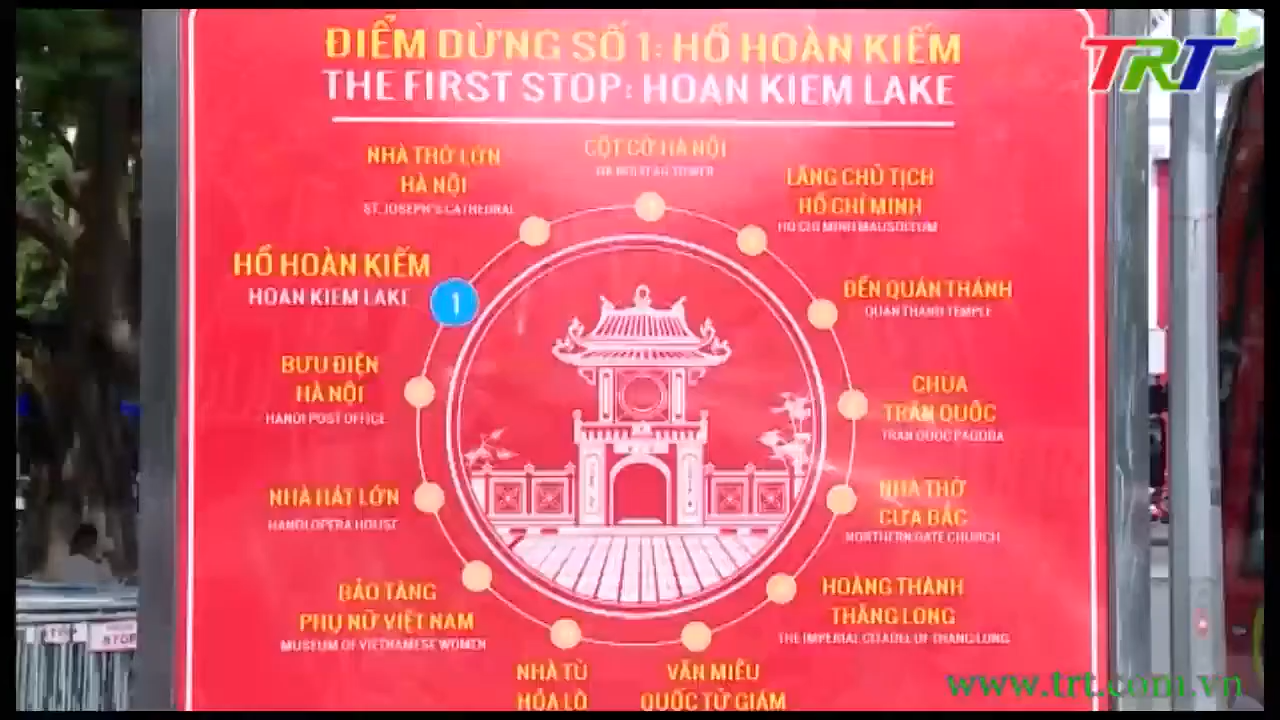 ĐIỂM DỪNG SỐ 1: HỒ HOÀN KIẾM
THE FIRST STOP: HOAN KIEM LAKE
TRT
CỘT CỜ HÀ NỘI
NHÀ THỜ LỚN
HÀ NỘI
ST. JOSEPH'S CATHEDRAL
LĂNG CHỦ TỊCH
HỒ CHÍ MINH
HO CHI MINH MAUSOLEUM
HỒ HOÀN KIẾM
HOAN KIEM LAKE
1
ĐỀN QUÁN THÁNH
QUAN THANH TEMPLE
BƯU ĐIỆN
HÀ NỘI
HANOI POST OFFICE
CHÙA
TRẤN QUỐC
TRAN QUOC PAGODA
NHÀ HÁT LỚN
HANOI OPERA HOUSE
NHÀ THỜ
CỬA BẮC
NORTHERN GATE CHURCH
BẢO TÀNG
PHỤ NỮ VIỆT NAM
MUSEUM OF VIETNAMESE WOMEN
HOÀNG THÀNH
THĂNG LONG
THE IMPERIAL CITADEL OF THANG LONG
NHÀ TÙ
HỎA LÒ
VĂN MIẾU
QUỐC TỬ GIÁM
STOP
www.trt.com.vn